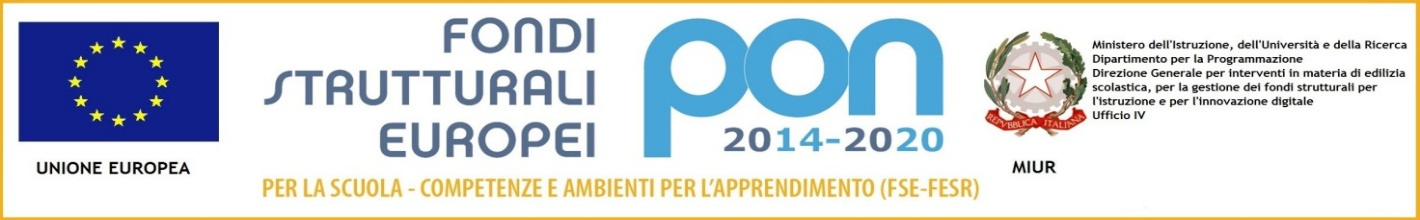 UNIONE EUROPEA
FONDI
STRUTTURALI
EUROPEI
pon
2014-2020
PER LA SCUOLA - COMPETENZE E AMBIENTI PER L'APPRENDIMENTO (FSE-FESR)
REPVBBLICA ITALIANA
MIUR
Ministero dell'Istruzione, dell'Università e della Ricerca
Dipartimento per la Programmazione
Direzione Generale per interventi in materia di edilizia
scolastica, per la gestione dei fondi strutturali per
l'istruzione e per l'innovazione digitale
Ufficio IV